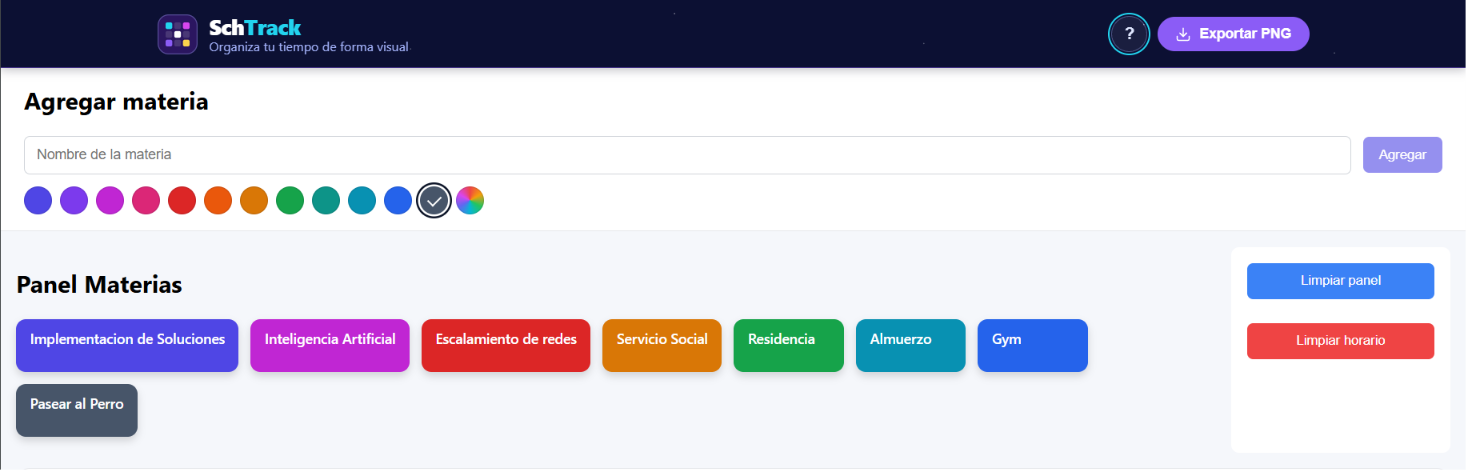 SchTrack
Organiza tu tiempo de forma visual
?
Exportar PNG
Agregar materia
Nombre de la materia
Agregar
Panel Materias
Limpiar panel
Implementacion de Soluciones
Inteligencia Artificial
Escalamiento de redes
Servicio Social
Residencia
Almuerzo
Gym
Limpiar horario
Pasear al Perro